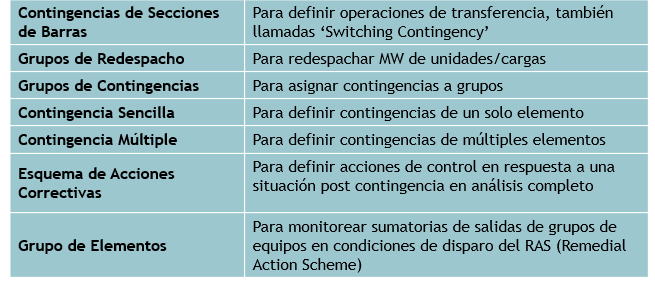 Contingencias de Secciones
de Barras
Para definir operaciones de transferencia, también
llamadas ‘Switching Contingency’
Grupos de Redespacho
Para redespachar MW de unidades/cargas
Grupos de Contingencias
Para asignar contingencias a grupos
Contingencia Sencilla
Para definir contingencias de un solo elemento
Contingencia Múltiple
Para definir contingencias de múltiples elementos
Esquema de Acciones
Correctivas
Para definir acciones de control en respuesta a una
situación post contingencia en análisis completo
Grupo de Elementos
Para monitorear sumatorias de salidas de grupos de
equipos en condiciones de disparo del RAS (Remedial
Action Scheme)